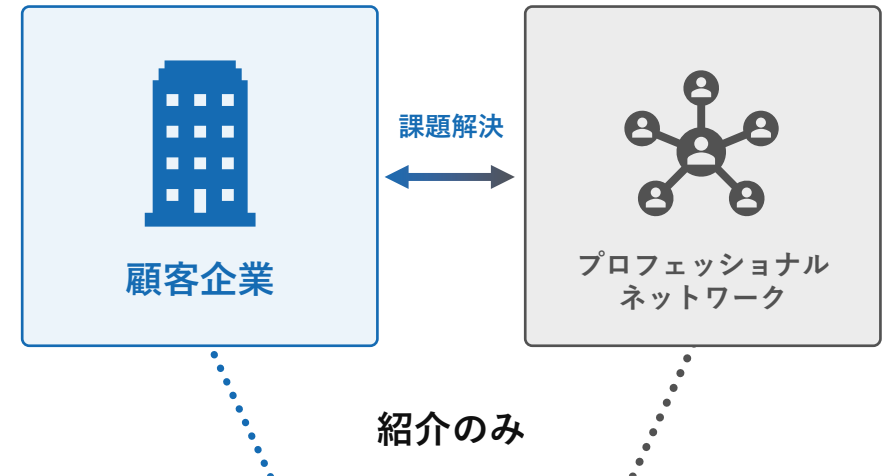 課題解決
顧客企業
プロフェッショナル
ネットワーク
紹介のみ